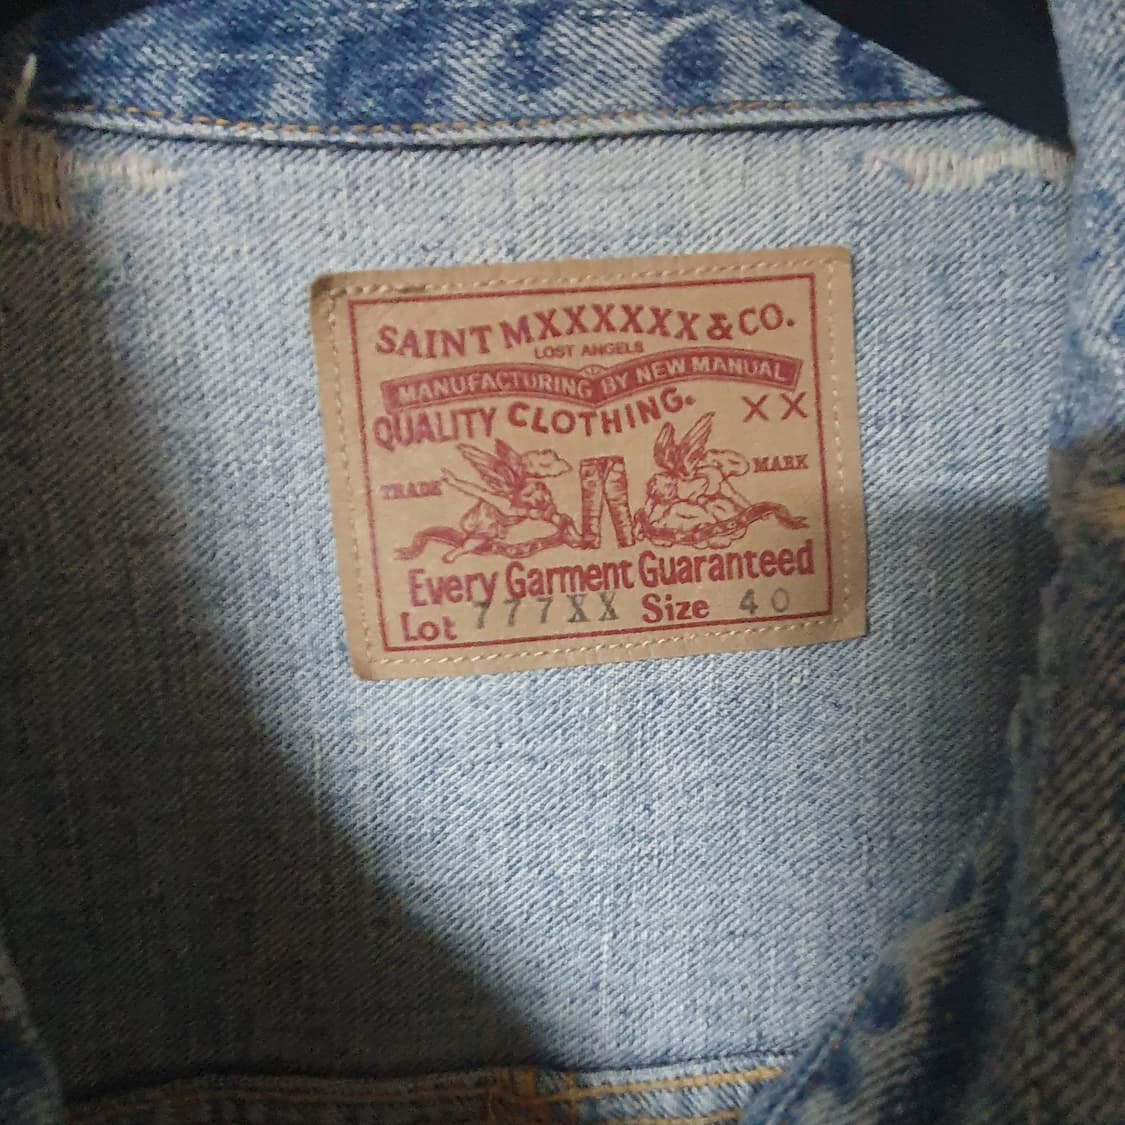 SAINT MXXXXXX & CO.
LOST ANGELS
MANUFACTURING BY NEW MANUAL
QUALITY CLOTHING. XX
TRADE MARK
Every Garment Guaranteed
Lot 777XX Size 40